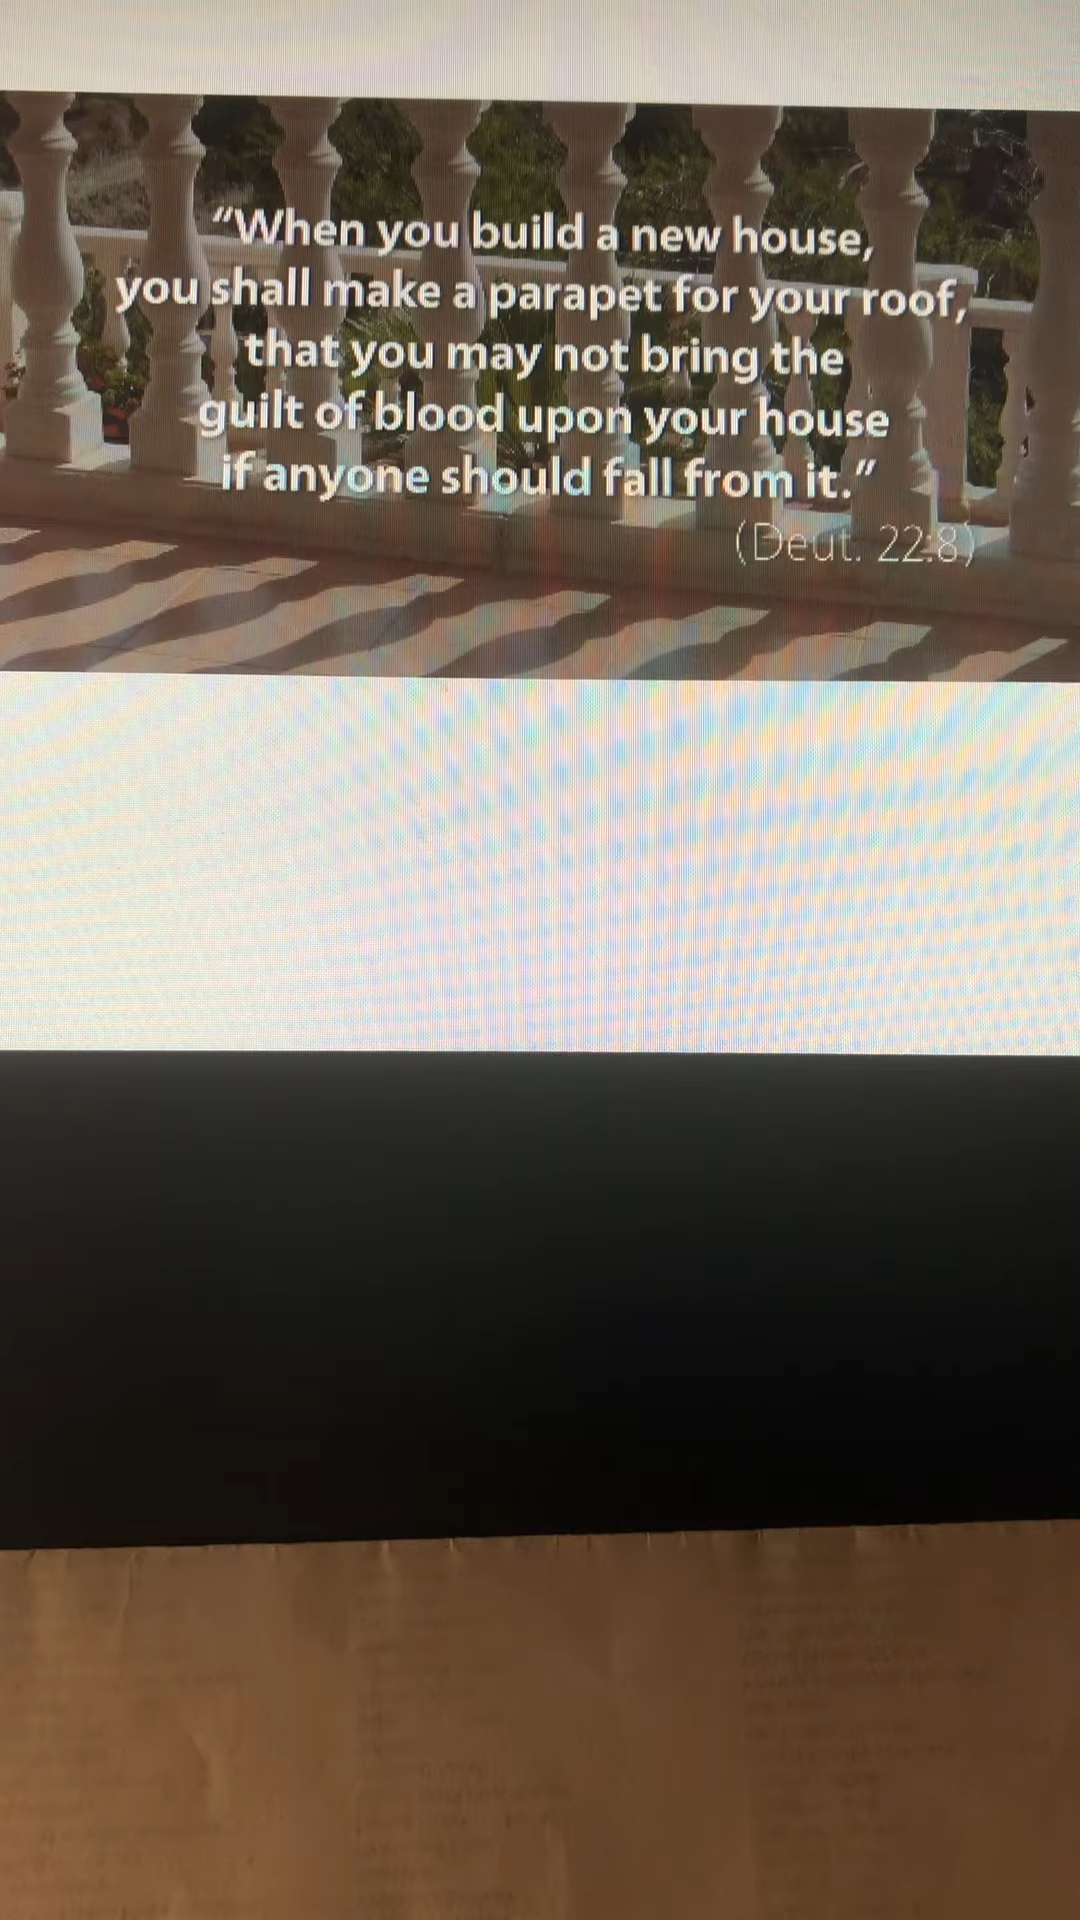 “When you build a new house,
you shall make a parapet for your roof,
that you may not bring the
guilt of blood upon your house
if anyone should fall from it.”
(Deut. 22:8)